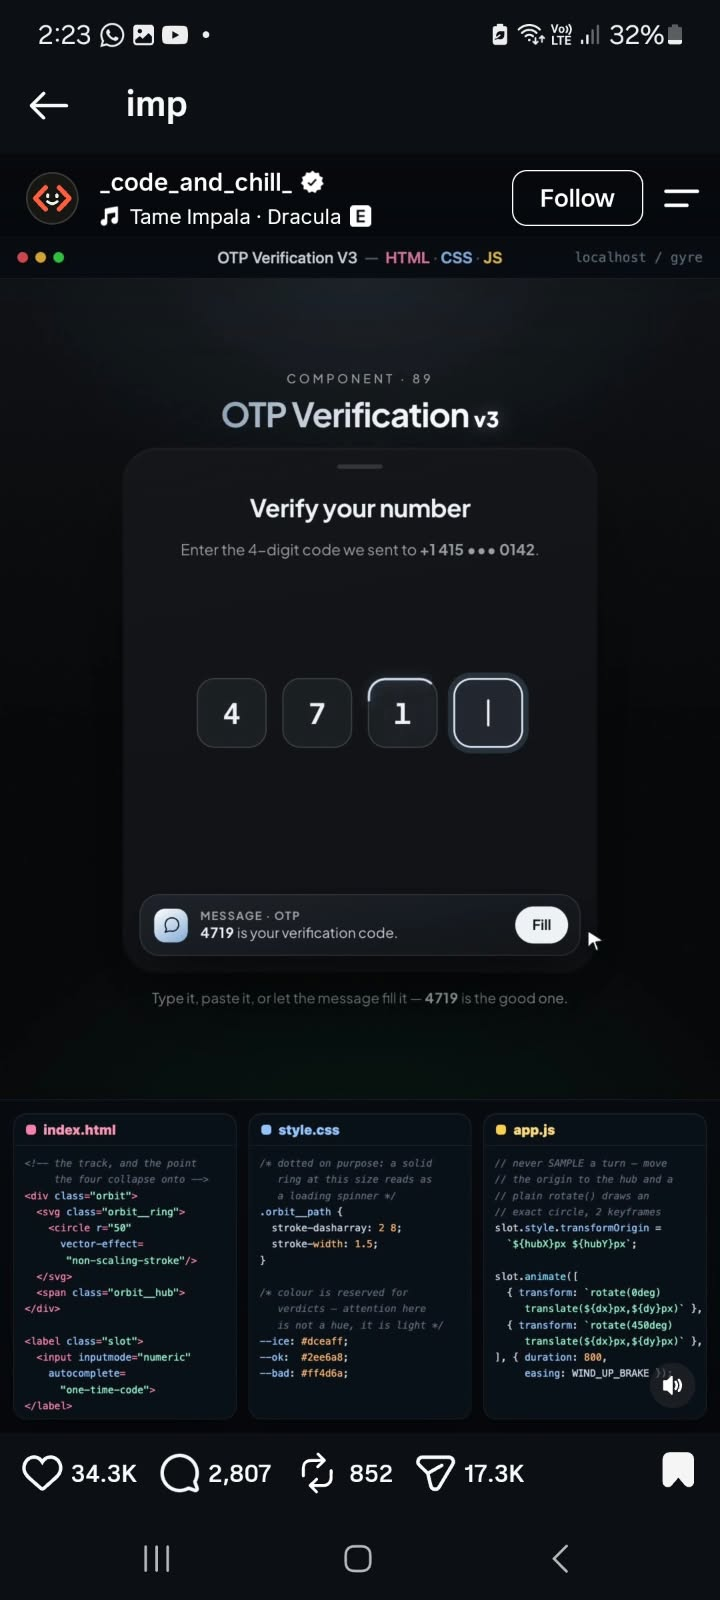 2:23
Vo))
LTE
32%
imp
_code_and_chill_
Follow
Tame Impala · Dracula E
OTP Verification V3 — HTML · CSS · JS
localhost / gyre
COMPONENT · 89
OTP Verification v3
Verify your number
Enter the 4-digit code we sent to +1 415 ••• 0142.
4 7 1
MESSAGE · OTP
4719 is your verification code.
Fill
Type it, paste it, or let the message fill it — 4719 is the good one.
index.html
<!-- the track, and the point
the four collapse onto -->
<div class="orbit">
<svg class="orbit__ring">
<circle r="50"
vector-effect=
"non-scaling-stroke"/>
</svg>
<span class="orbit__hub">
</div>
<label class="slot">
<input inputmode="numeric"
autocomplete=
"one-time-code">
</label>
style.css
/* dotted on purpose: a solid
ring at this size reads as
a loading spinner */
.orbit__path {
stroke-dasharray: 2 8;
stroke-width: 1.5;
}
/* colour is reserved for
verdicts — attention here
is not a hue, it is light */
--ice: #dceaff;
--ok: #2ee6a8;
--bad: #ff4d6a;
app.js
// never SAMPLE a turn — move
// the origin to the hub and a
// plain rotate() draws an
// exact circle, 2 keyframes
slot.style.transformOrigin =
`${hubX}px ${hubY}px`;
slot.animate([
{ transform: `rotate(0deg)
translate(${dx}px,${dy}px)` },
{ transform: `rotate(450deg)
translate(${dx}px,${dy}px)` },
], { duration: 800,
easing: WIND_UP_BRAKE });
34.3K
2,807
852
17.3K